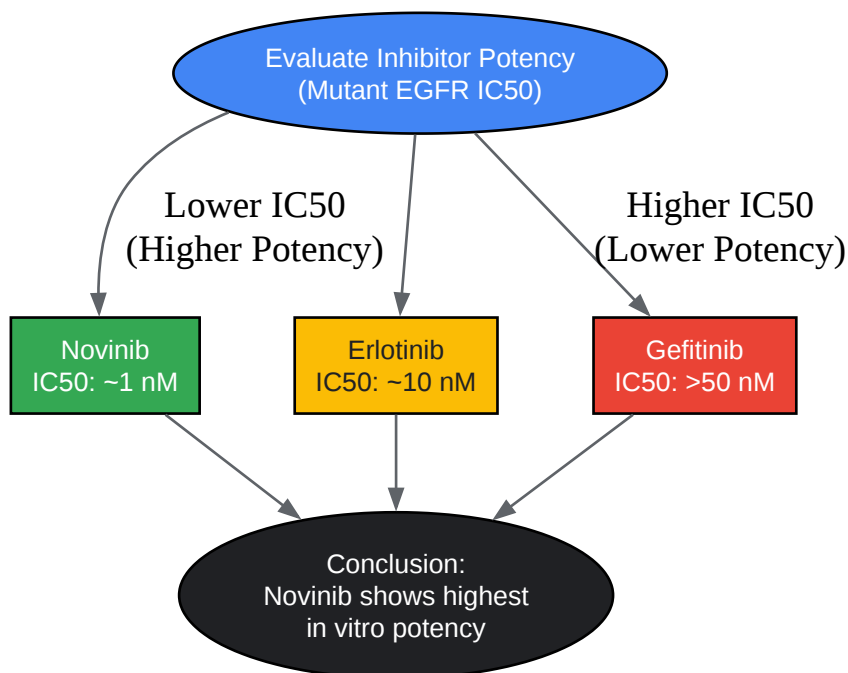 Evaluate Inhibitor Potency
(Mutant EGFR IC50)
Lower IC50
(Higher Potency)
Higher IC50
(Lower Potency)
Novinib
IC50: ~1 nM
Erlotinib
IC50: ~10 nM
Gefitinib
IC50: >50 nM
Conclusion:
Novinib shows highest
in vitro potency